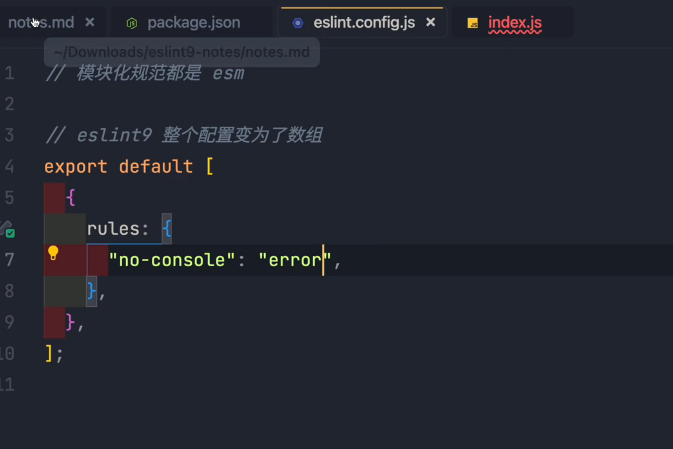 notes.md × package.json eslint.config.js × index.js
~/Downloads/eslint9-notes/notes.md
1 // 模块化规范都是 esm
2
3 // eslint9 整个配置变为了数组
4 export default [
5 {
rules: {
7 "no-console": "error",
8 },
9 },
10 ];
11